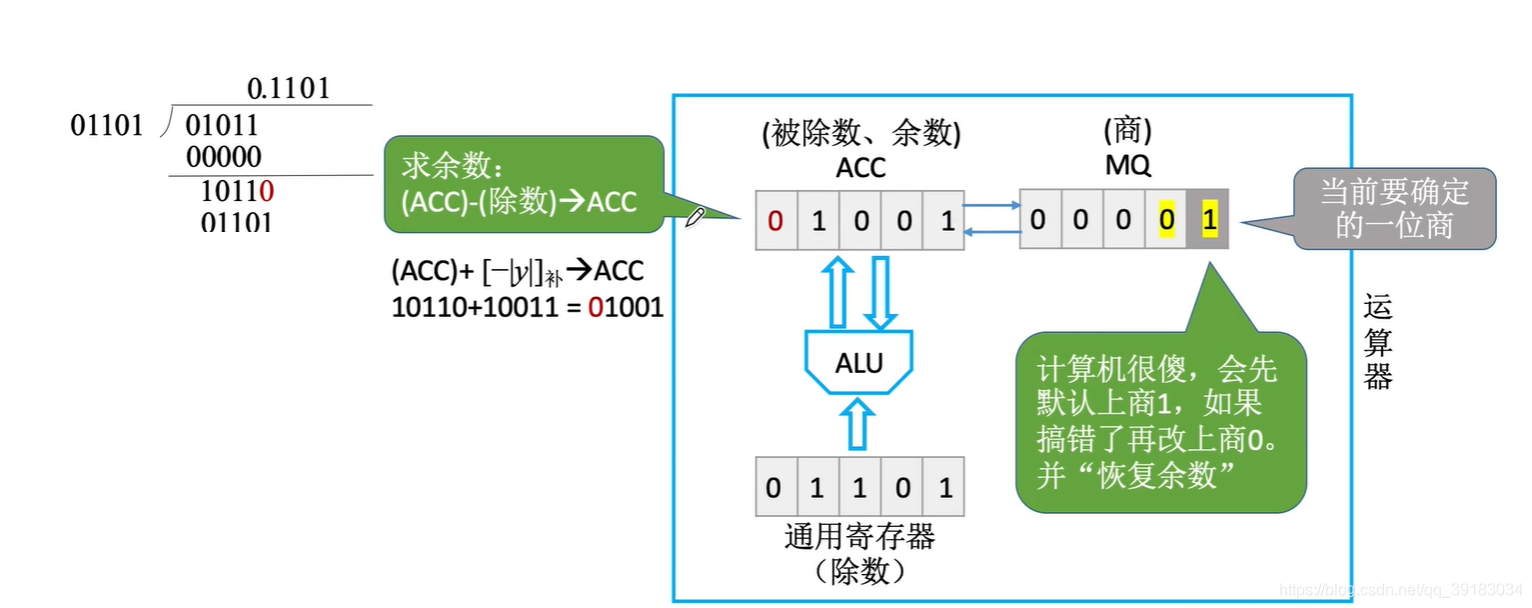 0.1101
01101
01011
00000
10110
01101
求余数：
(ACC)-(除数)→ACC
(ACC)+ [−|y|]补→ACC
10110+10011 = 01001
(被除数、余数)
ACC
0 1 0 0 1
(商)
MQ
0 0 0 0 1
当前要确定
的一位商
ALU
0 1 1 0 1
通用寄存器
（除数）
计算机很傻，会先
默认上商1，如果
搞错了再改上商0。
并“恢复余数”
运
算
器
https://blog.csdn.net/qq_39183034